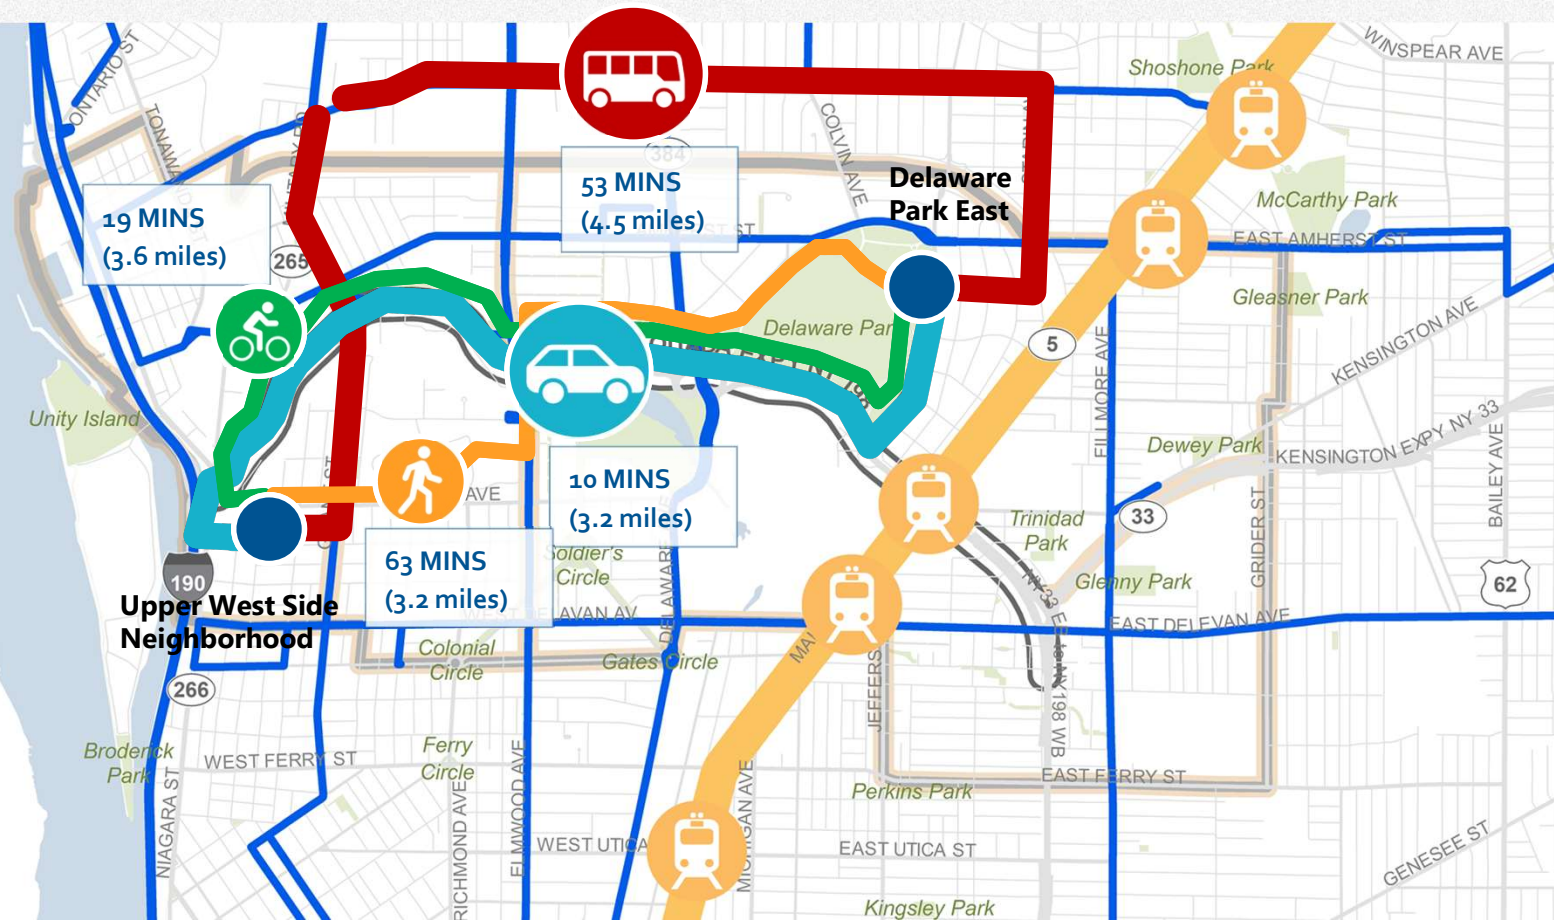 WINSPEAR AVE
Shoshone Park
ONTARIO ST
COLVIN AVE
384
53 MINS
(4.5 miles)
Delaware
Park East
McCarthy Park
19 MINS
(3.6 miles)
265
EAST AMHERST ST
Gleasner Park
Delaware
5
KENSINGTON AVE
FILLMORE AVE
Unity Island
Dewey Park
KENSINGTON EXPY NY 33
BAILEY AVE
AVE
10 MINS
(3.2 miles)
GRIDER ST
Trinidad
Park
33
63 MINS
(3.2 miles)
Soldier's
Circle
190
Glenny Park
62
Upper West Side
Neighborhood
EAST DELEVAN AVE
Colonial
Circle
Gates Circle
266
Broderick
Park
WEST FERRY ST
Ferry
Circle
198 WB
EAST FERRY ST
Perkins Park
NIAGARA ST
RICHMOND AVE
ELMWOOD AVE
WEST UTICA
EAST UTICA ST
GENESEE ST
Kingsley Park